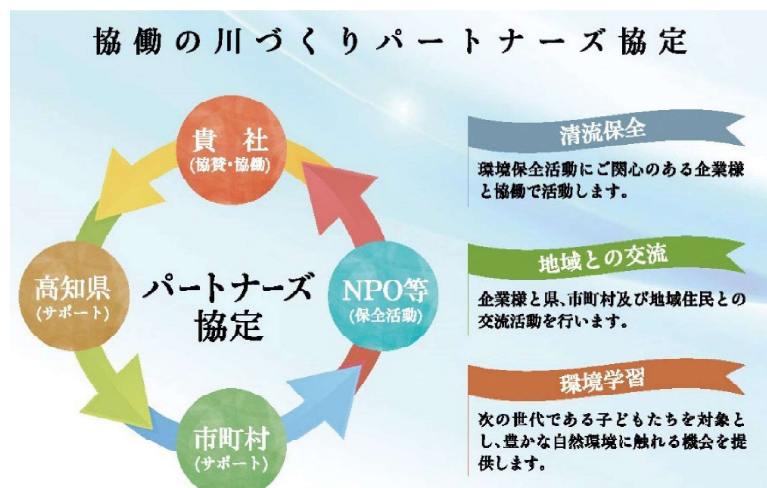 協働の川づくりパートナーズ協定
貴社
(協賛・協働)
高知県
(サポート)
パートナーズ
協定
NPO等
(保全活動)
市町村
(サポート)
清流保全
環境保全活動にご関心のある企業様
と協働で活動します。
地域との交流
企業様と県、市町村及び地域住民との
交流活動を行います。
環境学習
次の世代である子どもたちを対象と
し、豊かな自然環境に触れる機会を提
供します。